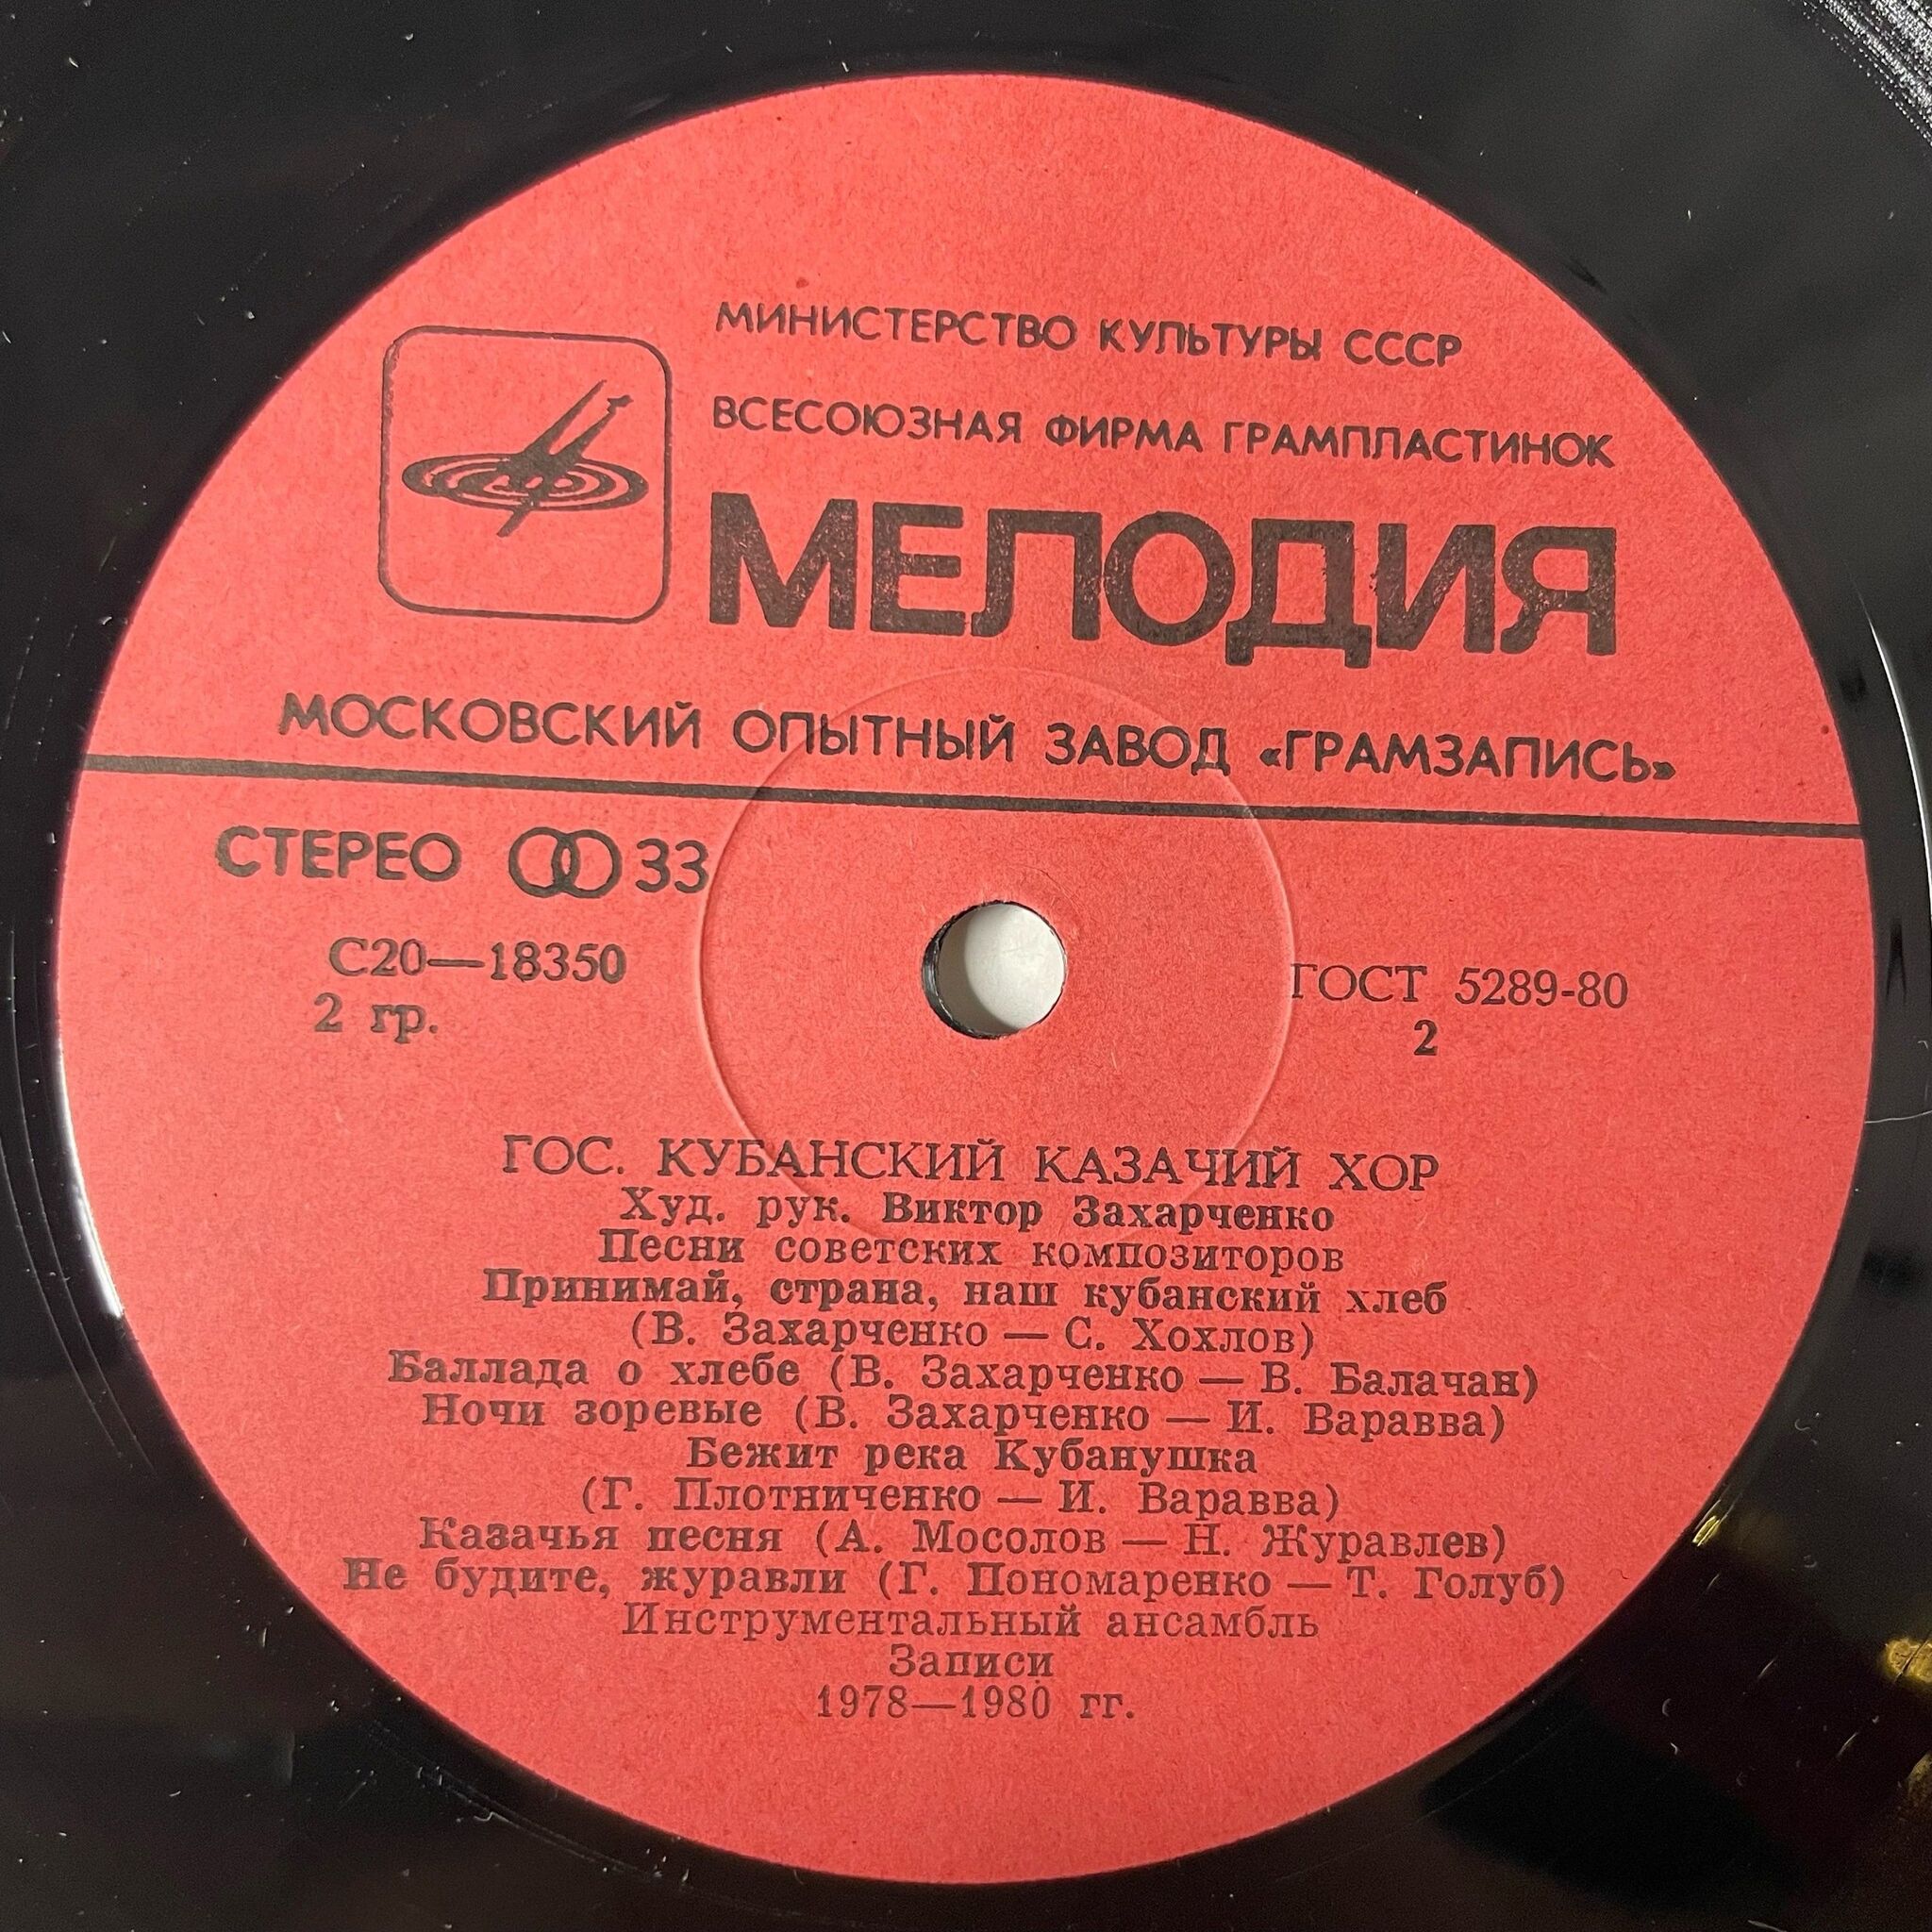 МИНИСТЕРСТВО КУЛЬТУРЫ СССР
ВСЕСОЮЗНАЯ ФИРМА ГРАМПЛАСТИНОК
МЕЛОДИЯ
МОСКОВСКИЙ ОПЫТНЫЙ ЗАВОД «ГРАМЗАПИСЬ»
СТЕРЕО 33
С20—18350
2 гр.
ГОСТ 5289-80
2
ГОС. КУБАНСКИЙ КАЗАЧИЙ ХОР
Худ. рук. Виктор Захарченко
Песни советских композиторов
Принимай, страна, наш кубанский хлеб
(В. Захарченко — С. Хохлов)
Баллада о хлебе (В. Захарченко — В. Балачан)
Ночи зоревые (В. Захарченко — И. Варавва)
Бежит река Кубанушка
(Г. Плотниченко — И. Варавва)
Казачья песня (А. Мосолов — Н. Журавлев)
Не будите, журавли (Г. Пономаренко — Т. Голуб)
Инструментальный ансамбль
Записи
1978—1980 гг.